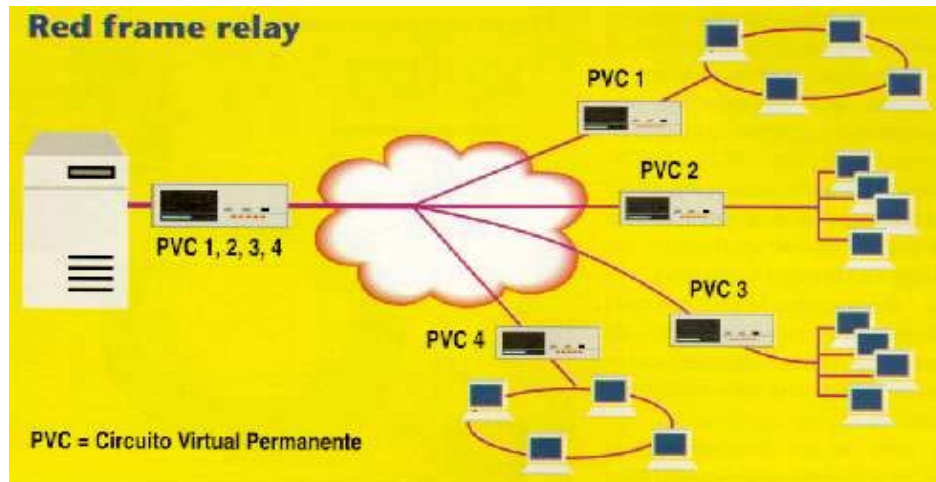 Red frame relay
PVC 1
PVC 2
PVC 1, 2, 3, 4
PVC 3
PVC 4
PVC = Circuito Virtual Permanente